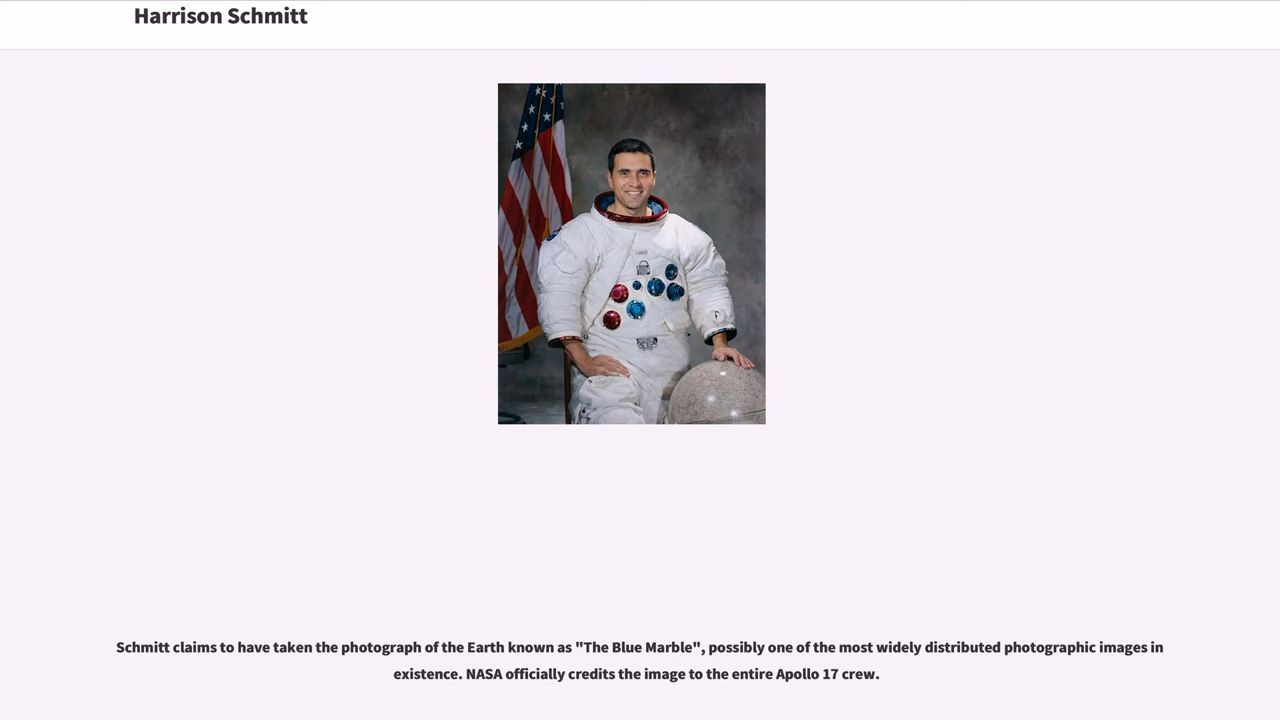 Harrison Schmitt
Schmitt claims to have taken the photograph of the Earth known as "The Blue Marble", possibly one of the most widely distributed photographic images in
existence. NASA officially credits the image to the entire Apollo 17 crew.